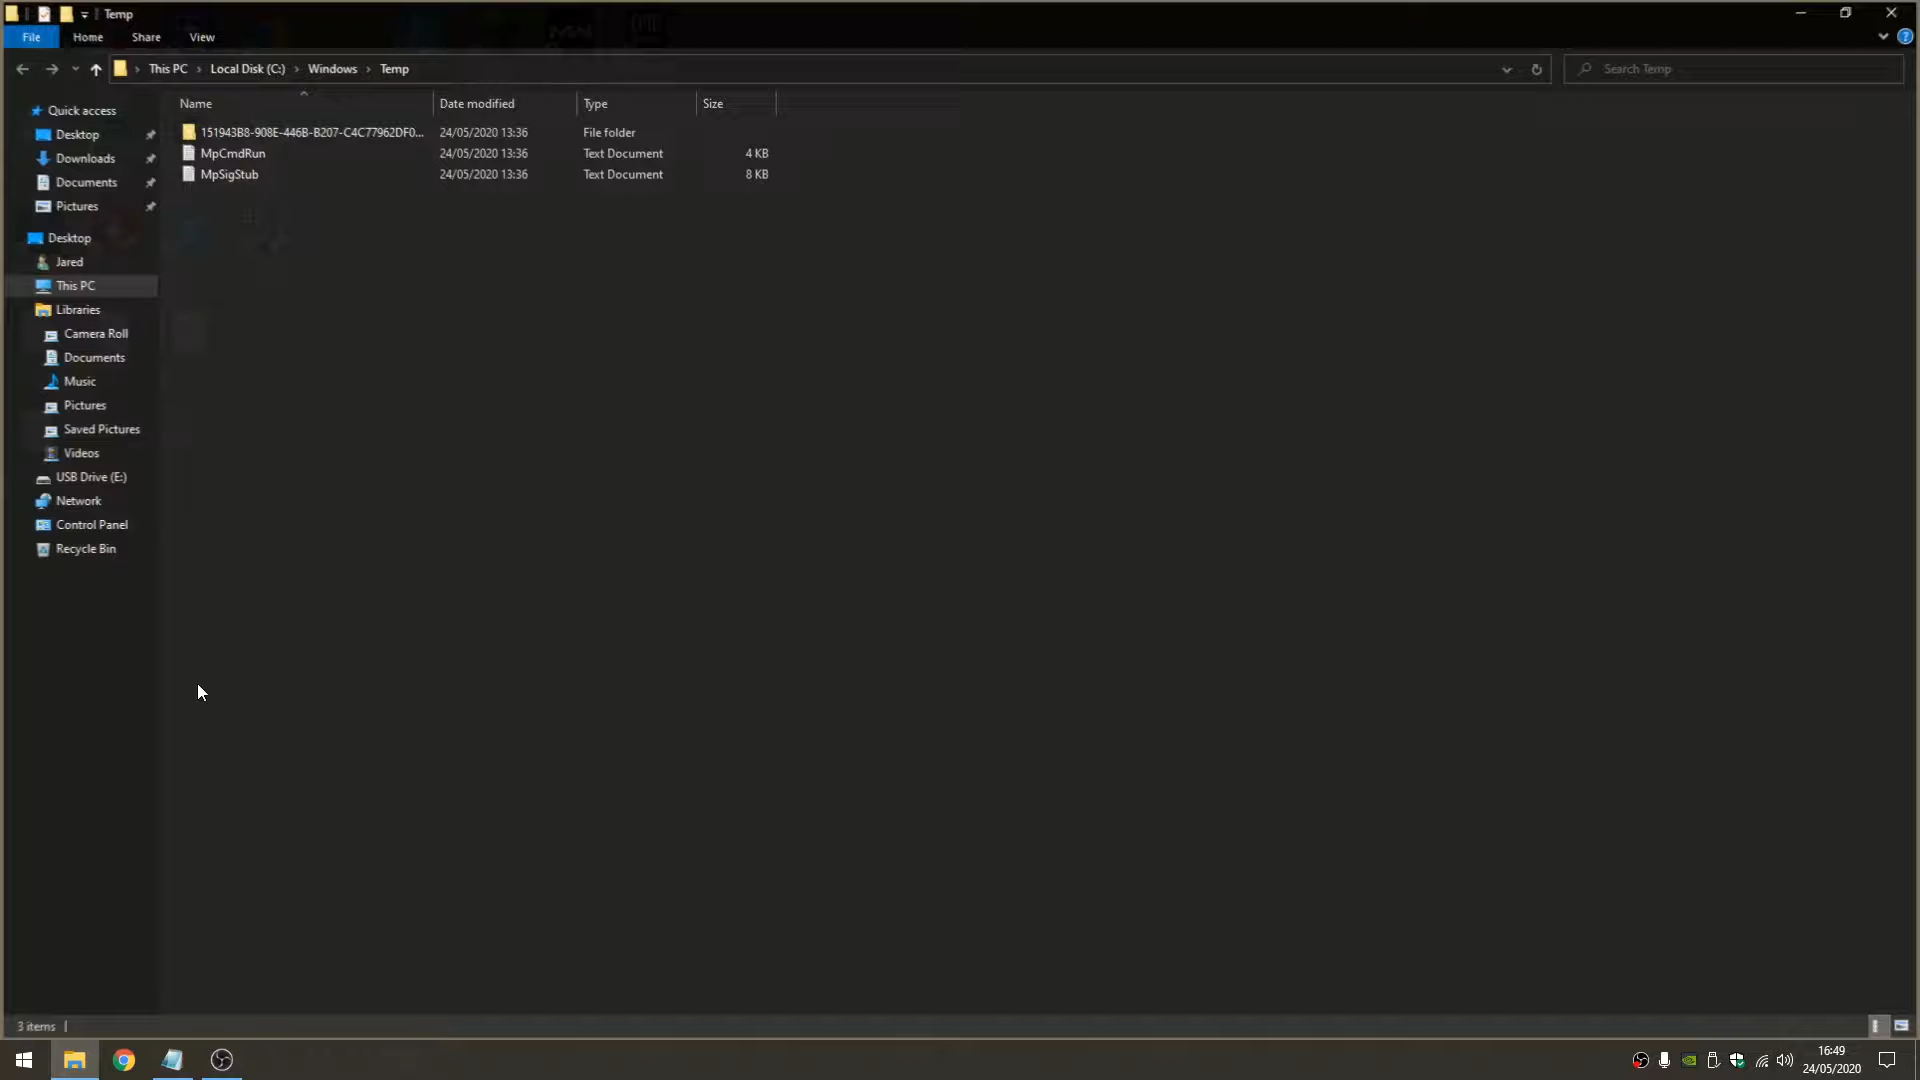 Temp
File Home Share View
This PC Local Disk (C:) Windows Temp
Search Temp
Name Date modified Type Size
151943B8-908E-446B-B207-C4C77962DF0... 24/05/2020 13:36 File folder
MpCmdRun 24/05/2020 13:36 Text Document 4 KB
MpSigStub 24/05/2020 13:36 Text Document 8 KB
Quick access
Desktop
Downloads
Documents
Pictures
Desktop
Jared
This PC
Libraries
Camera Roll
Documents
Music
Pictures
Saved Pictures
Videos
USB Drive (E:)
Network
Control Panel
Recycle Bin
3 items
16:49
24/05/2020